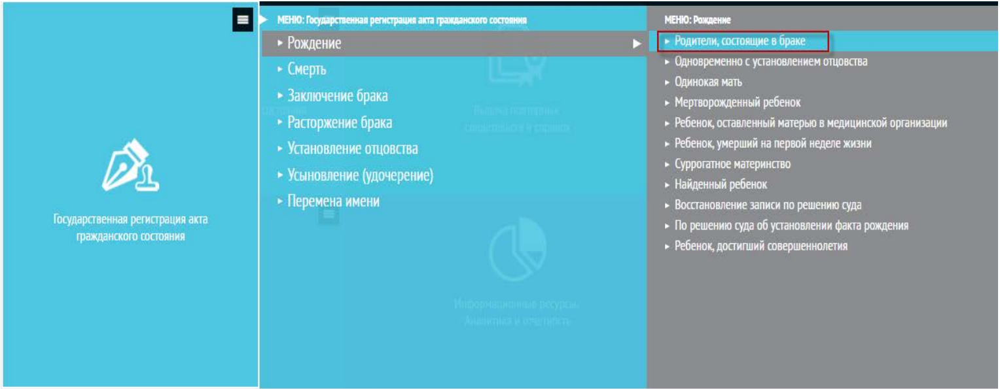 Государственная регистрация акта
гражданского состояния
МЕНЮ: Государственная регистрация акта гражданского состояния
Рождение
Смерть
Заключение брака
Расторжение брака
Установление отцовства
Усыновление (удочерение)
Перемена имени
Выдача повторных
свидетельств и справок
Информационные ресурсы.
Аналитика и отчетность
МЕНЮ: Рождение
Родители, состоящие в браке
Одновременно с установлением отцовства
Одинокая мать
Мертворожденный ребенок
Ребенок, оставленный матерью в медицинской организации
Ребенок, умерший на первой неделе жизни
Суррогатное материнство
Найденный ребенок
Восстановление записи по решению суда
По решению суда об установлении факта рождения
Ребенок, достигший совершеннолетия